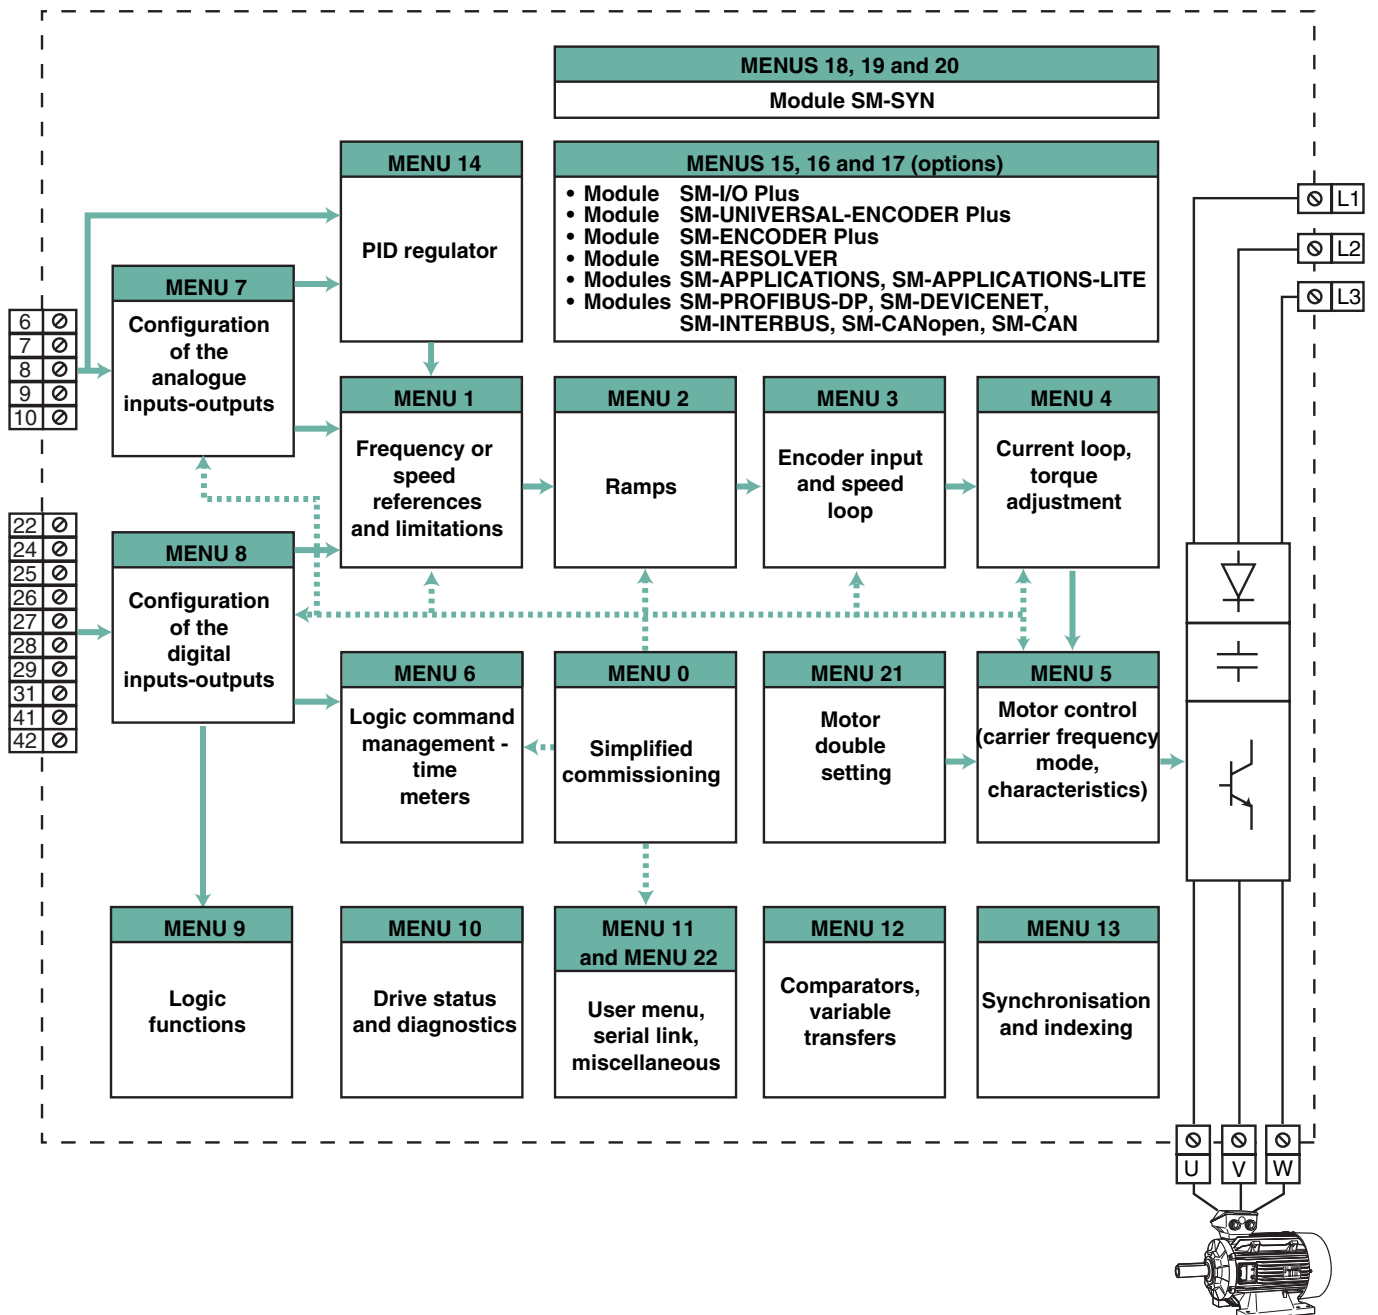 MENUS 18, 19 and 20
Module SM-SYN
MENU 14
PID regulator
MENUS 15, 16 and 17 (options)
• Module SM-I/O Plus
• Module SM-UNIVERSAL-ENCODER Plus
• Module SM-ENCODER Plus
• Module SM-RESOLVER
• Modules SM-APPLICATIONS, SM-APPLICATIONS-LITE
• Modules SM-PROFIBUS-DP, SM-DEVICENET,
SM-INTERBUS, SM-CANopen, SM-CAN
L1
L2
L3
MENU 7
Configuration
of the
analogue
inputs-outputs
6
7
8
9
10
MENU 1
Frequency or
speed
references
and limitations
MENU 2
Ramps
MENU 3
Encoder input
and speed
loop
MENU 4
Current loop,
torque
adjustment
22
24
25
26
27
28
29
31
41
42
MENU 8
Configuration
of the
digital
inputs-outputs
MENU 6
Logic command
management -
time
meters
MENU 0
Simplified
commissioning
MENU 21
Motor
double
setting
MENU 5
Motor control
(carrier frequency
mode,
characteristics)
MENU 9
Logic
functions
MENU 10
Drive status
and diagnostics
MENU 11
and MENU 22
User menu,
serial link,
miscellaneous
MENU 12
Comparators,
variable
transfers
MENU 13
Synchronisation
and indexing
U
V
W